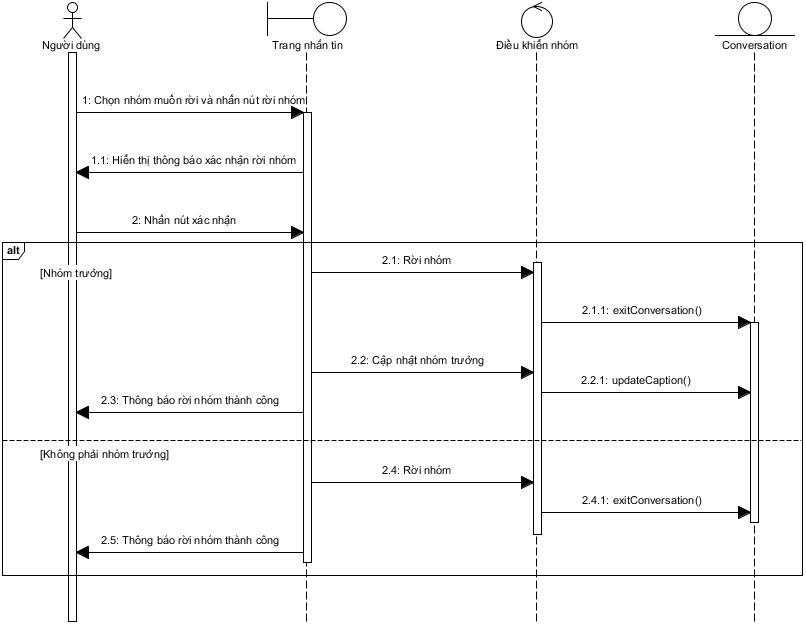 Người dùng
Trang nhắn tin
Điều khiển nhóm
Conversation
1: Chọn nhóm muốn rời và nhấn nút rời nhóm
1.1: Hiển thị thông báo xác nhận rời nhóm
2: Nhấn nút xác nhận
alt
[Nhóm trưởng]
2.1: Rời nhóm
2.1.1: exitConversation()
2.2: Cập nhật nhóm trưởng
2.2.1: updateCaption()
2.3: Thông báo rời nhóm thành công
[Không phải nhóm trưởng]
2.4: Rời nhóm
2.4.1: exitConversation()
2.5: Thông báo rời nhóm thành công